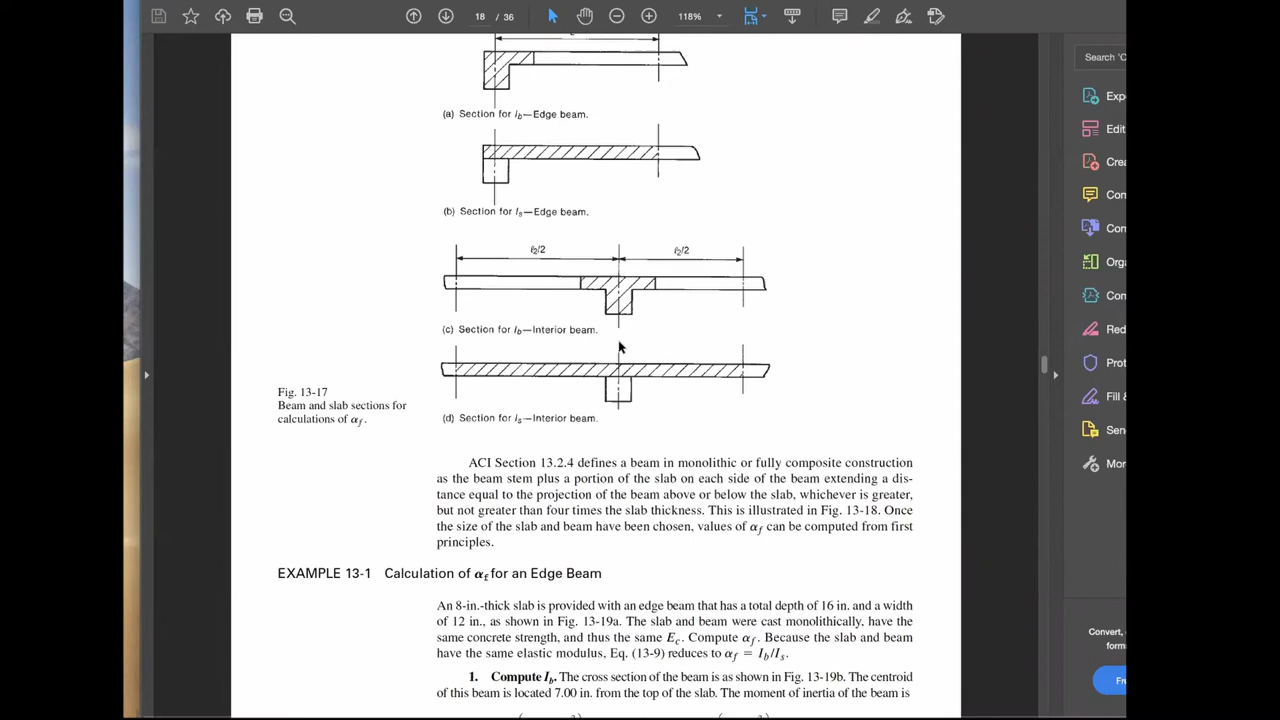 18 / 36
118%
Search 'C
(a) Section for Ib—Edge beam.
Expo
Edit
Crea
(b) Section for Is—Edge beam.
Com
Com
ℓ2/2 ℓ2/2
Orga
Com
(c) Section for Ib—Interior beam.
Red
Prot
Fig. 13-17
Beam and slab sections for
calculations of αf.
Fill &
(d) Section for Is—Interior beam.
Sen
Mor
ACI Section 13.2.4 defines a beam in monolithic or fully composite construction
as the beam stem plus a portion of the slab on each side of the beam extending a dis-
tance equal to the projection of the beam above or below the slab, whichever is greater,
but not greater than four times the slab thickness. This is illustrated in Fig. 13-18. Once
the size of the slab and beam have been chosen, values of αf can be computed from first
principles.
EXAMPLE 13-1 Calculation of αf for an Edge Beam
An 8-in.-thick slab is provided with an edge beam that has a total depth of 16 in. and a width
of 12 in., as shown in Fig. 13-19a. The slab and beam were cast monolithically, have the
same concrete strength, and thus the same Ec. Compute αf. Because the slab and beam
have the same elastic modulus, Eq. (13-9) reduces to αf = Ib/Is.
Convert,
form
1. Compute Ib. The cross section of the beam is as shown in Fig. 13-19b. The centroid
Fre
of this beam is located 7.00 in. from the top of the slab. The moment of inertia of the beam is